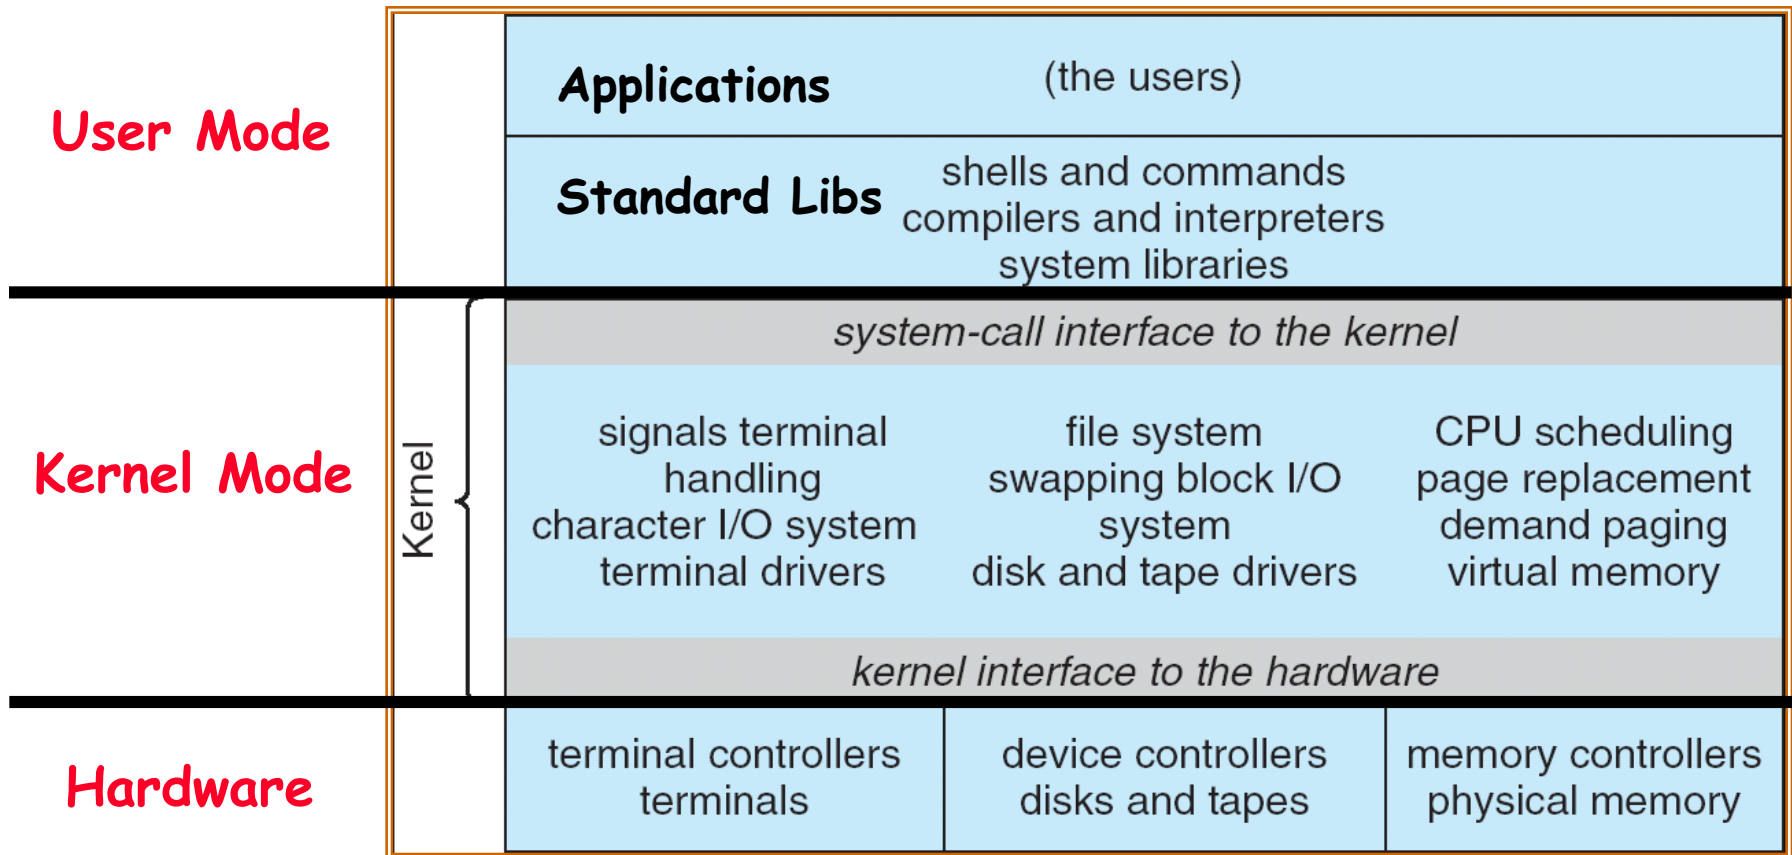 User Mode
Applications
(the users)
Standard Libs
shells and commands
compilers and interpreters
system libraries
Kernel Mode
Kernel
system-call interface to the kernel
signals terminal
handling
character I/O system
terminal drivers
file system
swapping block I/O
system
disk and tape drivers
CPU scheduling
page replacement
demand paging
virtual memory
kernel interface to the hardware
Hardware
terminal controllers
terminals
device controllers
disks and tapes
memory controllers
physical memory